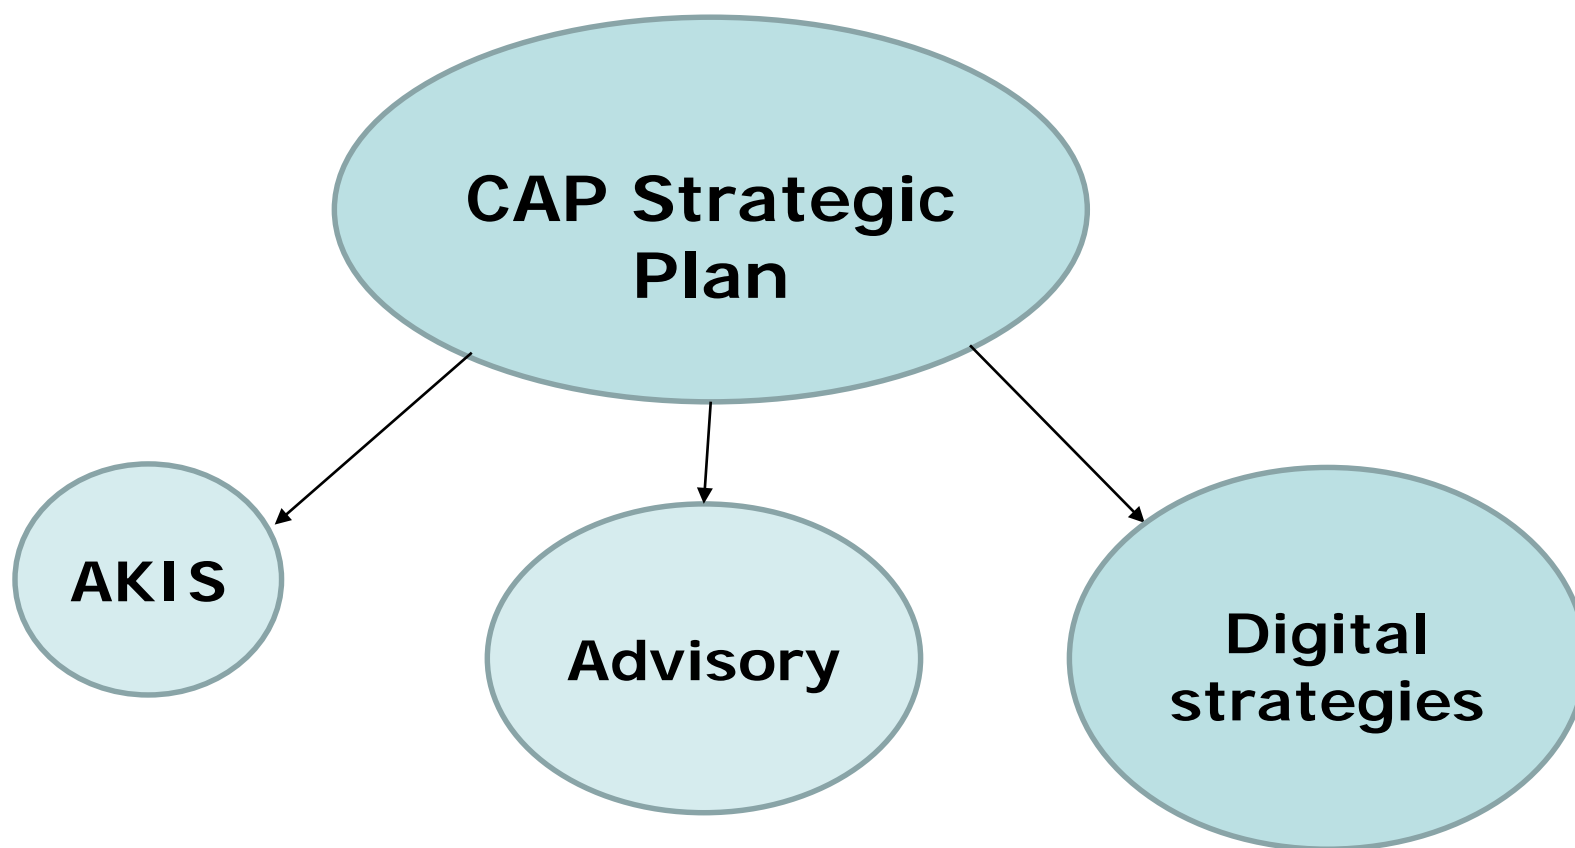 CAP Strategic
Plan
AKIS
Advisory
Digital
strategies